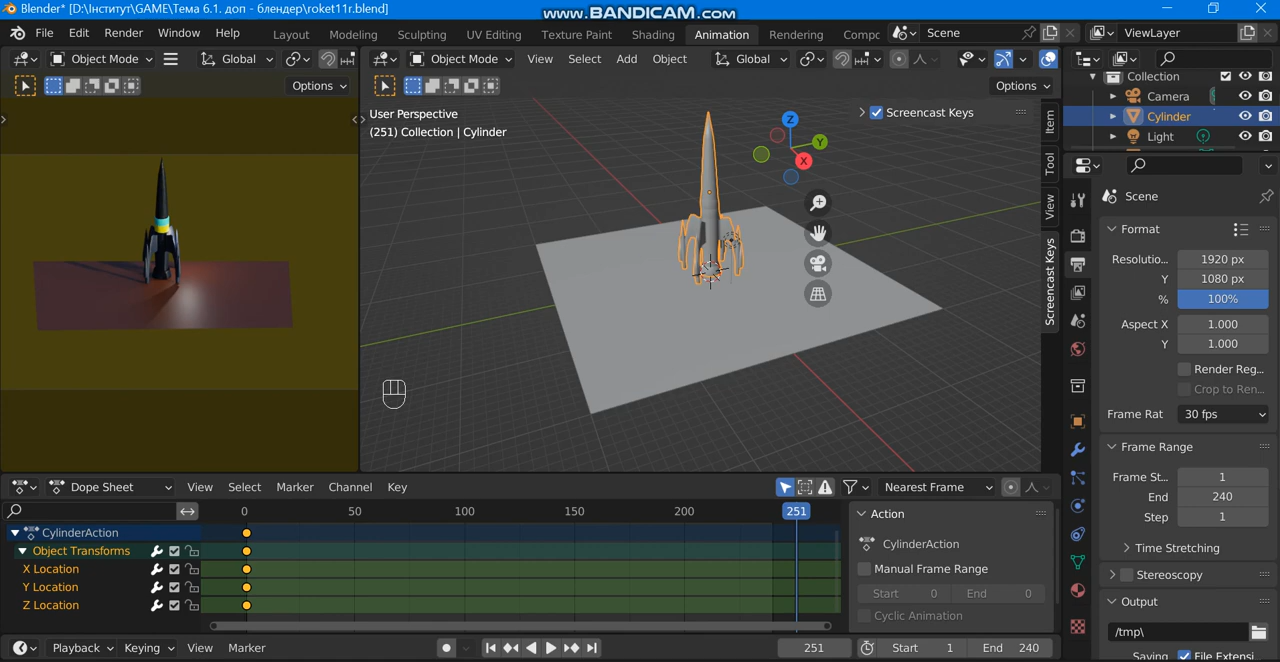 Blender* [D:\Інститут\GAME\Тема 6.1. доп - блендер\roket11r.blend]
www.BANDICAM.com
File Edit Render Window Help Layout Modeling Sculpting UV Editing Texture Paint Shading Animation Rendering Compc Scene ViewLayer
Object Mode Global Object Mode View Select Add Object Global
Options Options
Collection
Camera
Cylinder
Light
User Perspective
(251) Collection | Cylinder
Screencast Keys
Z
Y
X
Item
Tool
View
Screencast Keys
Scene
Format
Resolutio... 1920 px
Y 1080 px
% 100%
Aspect X 1.000
Y 1.000
Render Reg...
Crop to Ren...
Frame Rat 30 fps
Frame Range
Frame St... 1
End 240
Step 1
Time Stretching
Stereoscopy
Output
/tmp\
Saving File Extensi
Dope Sheet View Select Marker Channel Key Nearest Frame
0 50 100 150 200 251
CylinderAction
Object Transforms
X Location
Y Location
Z Location
Action
CylinderAction
Manual Frame Range
Start 0 End 0
Cyclic Animation
Playback Keying View Marker 251 Start 1 End 240